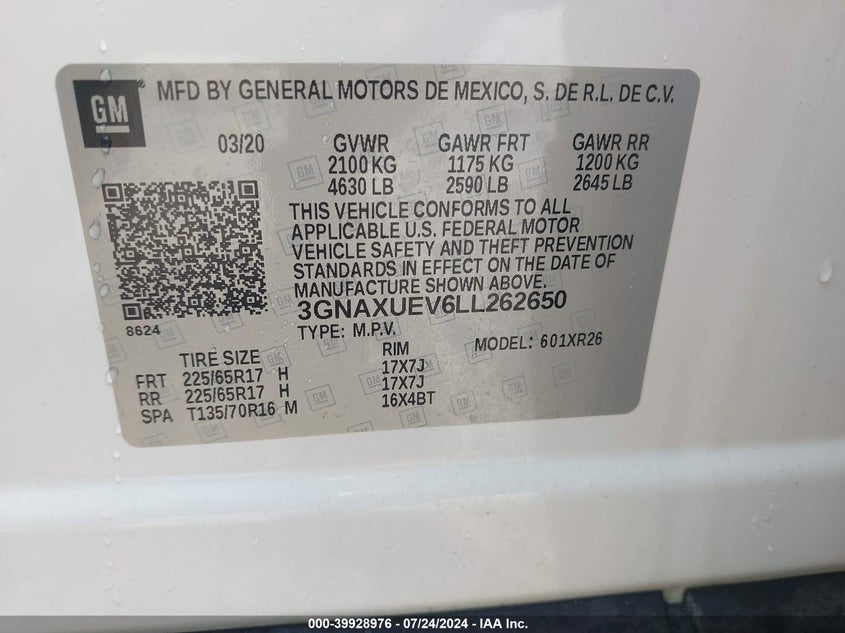 GM MFD BY GENERAL MOTORS DE MEXICO, S. DE R.L. DE C.V.
03/20 GVWR GAWR FRT GAWR RR
2100 KG 1175 KG 1200 KG
4630 LB 2590 LB 2645 LB
THIS VEHICLE CONFORMS TO ALL
APPLICABLE U.S. FEDERAL MOTOR
VEHICLE SAFETY AND THEFT PREVENTION
STANDARDS IN EFFECT ON THE DATE OF
MANUFACTURE SHOWN ABOVE.
3GNAXUEV6LL262650
8624 TYPE: M.P.V. MODEL: 601XR26
TIRE SIZE RIM
FRT 225/65R17 H 17X7J
RR 225/65R17 H 17X7J
SPA T135/70R16 M 16X4BT
000-39928976 / 07/24/2024 - IAA Inc.